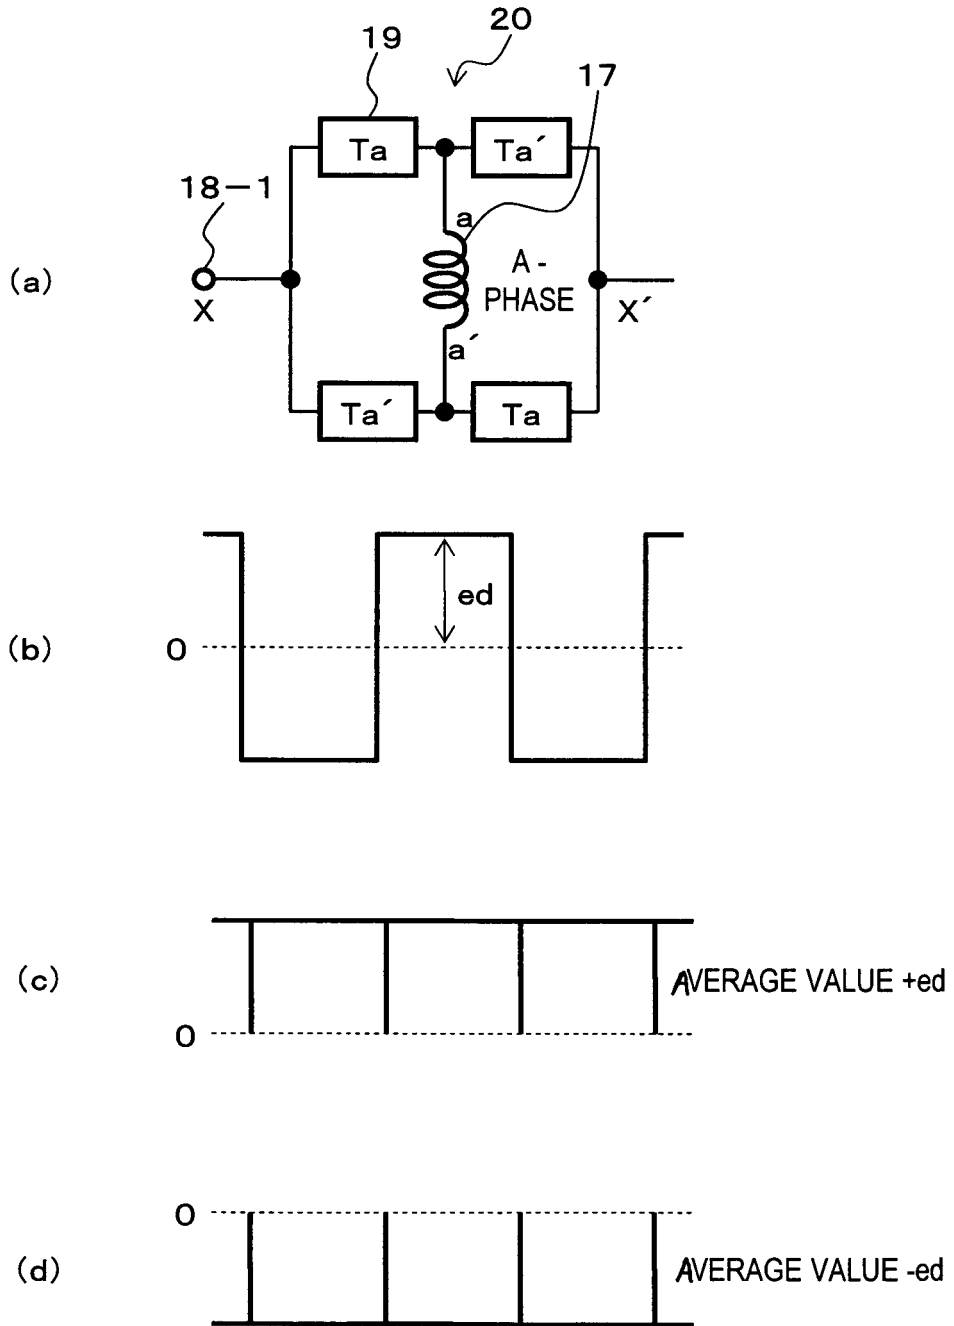 20
19
17
Ta
Ta´
18-1
a
(a)
A-
PHASE
X
X´
a´
Ta´
Ta
ed
(b)
0
(c)
AVERAGE VALUE +ed
0
0
(d)
AVERAGE VALUE -ed